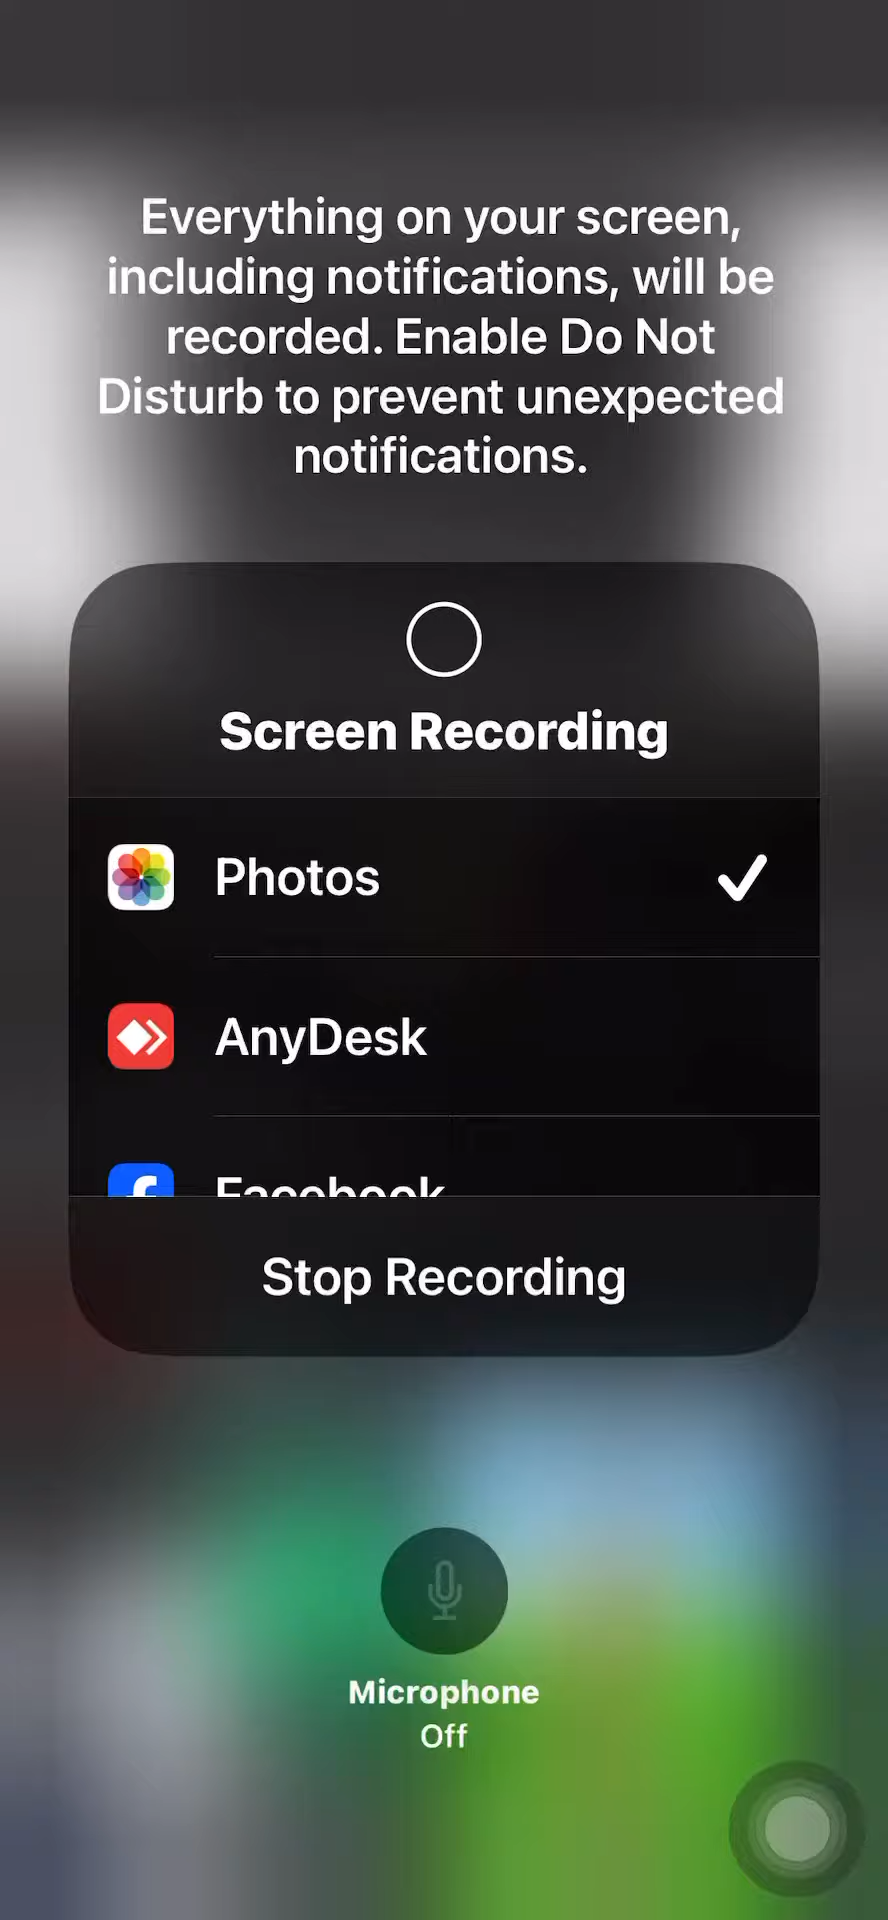 Everything on your screen,
including notifications, will be
recorded. Enable Do Not
Disturb to prevent unexpected
notifications.
Screen Recording
Photos
AnyDesk
Facebook
Stop Recording
Microphone
Off